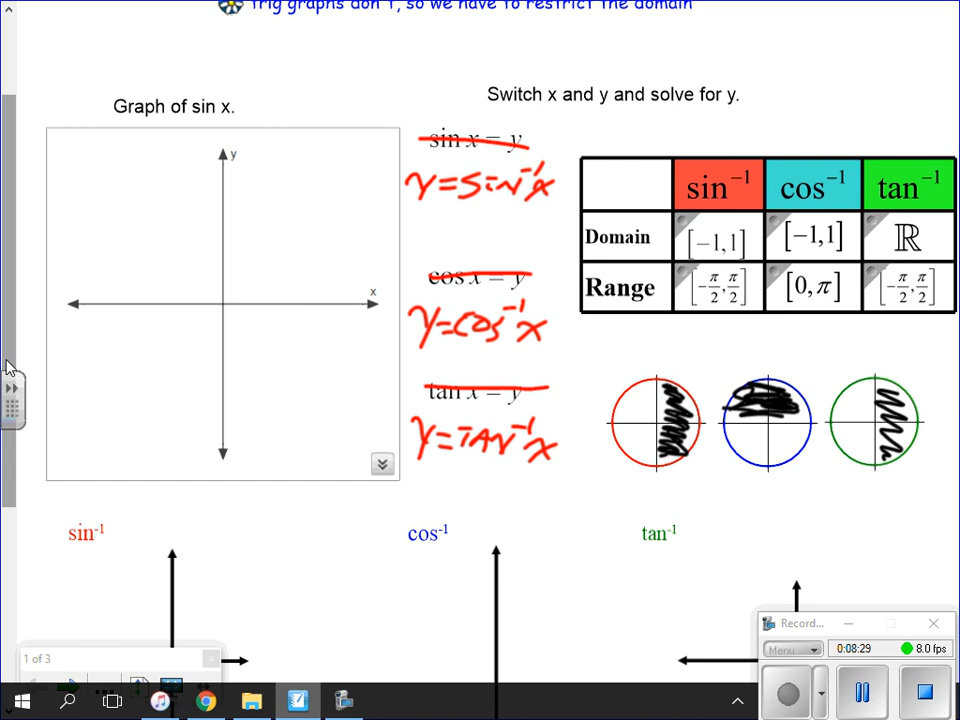 Trig graphs don't, so we have to restrict the domain
Switch x and y and solve for y.
Graph of sin x.
y
x
sin x = y
y = sin⁻¹ x
cos x = y
y = cos⁻¹ x
tan x = y
y = TAN⁻¹ x
sin⁻¹ cos⁻¹ tan⁻¹
Domain [−1,1] [−1,1] ℝ
Range [-π/2, π/2] [0, π] [-π/2, π/2]
sin⁻¹ cos⁻¹ tan⁻¹
1 of 3
Record...
Menu 0:08:29 8.0 fps